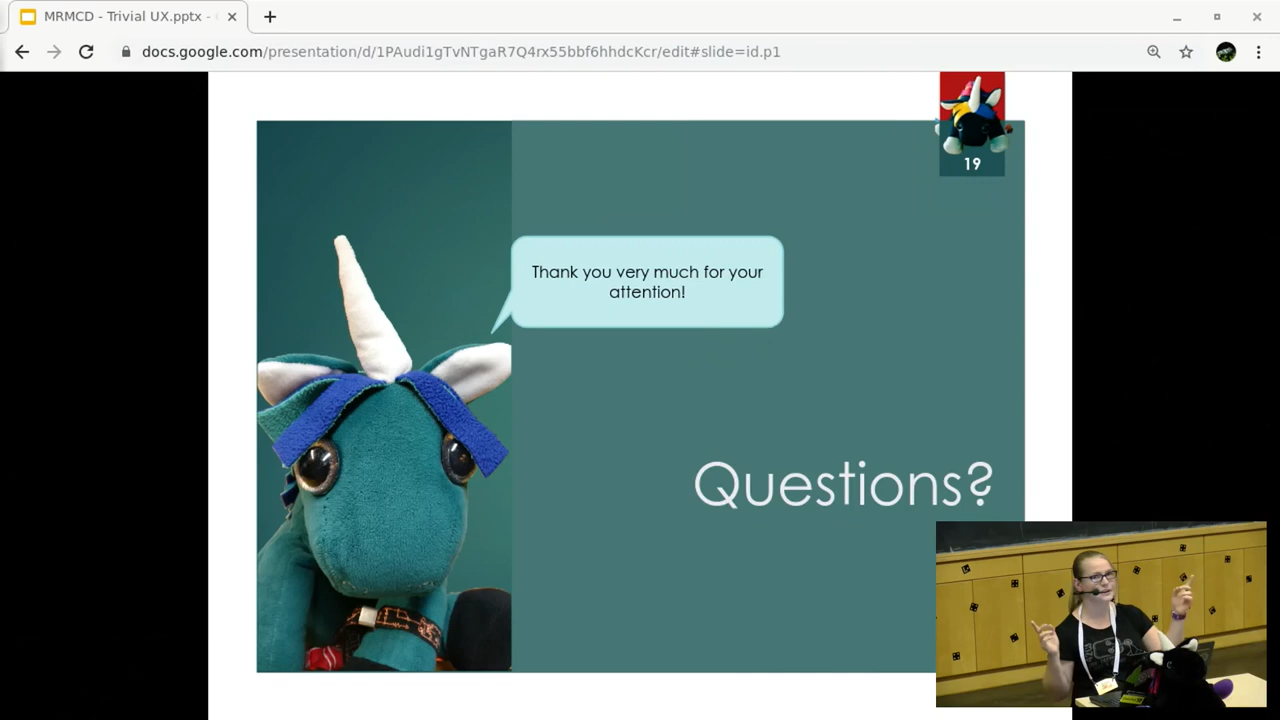 MRMCD - Trivial UX.pptx -
docs.google.com/presentation/d/1PAudi1gTvNTgaR7Q4rx55bbf6hhdcKcr/edit#slide=id.p1
19
Thank you very much for your
attention!
Questions?